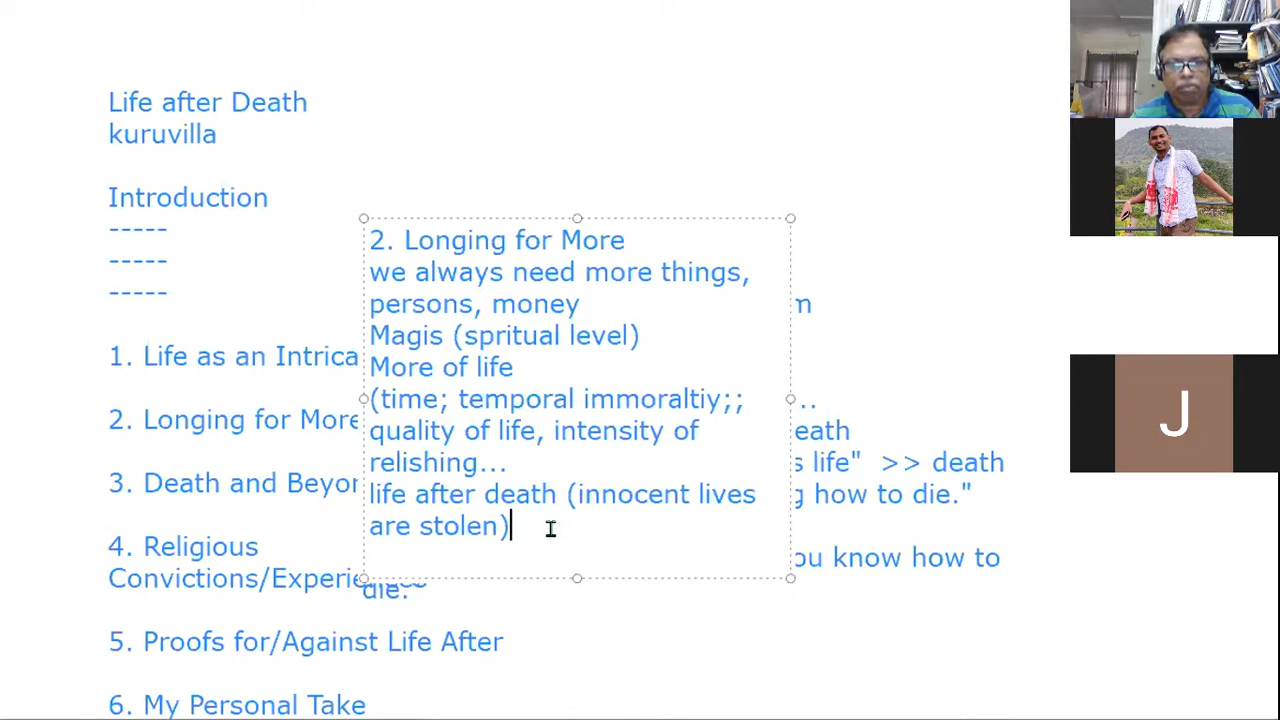 Life after Death
kuruvilla
Introduction
-----
-----
-----
1. Life as an Intrica
2. Longing for More
3. Death and Beyon
4. Religious
Convictions/Experie
5. Proofs for/Against Life After
6. My Personal Take
2. Longing for More
we always need more things,
persons, money
Magis (spritual level)
More of life
(time; temporal immoraltiy;;
quality of life, intensity of
relishing...
life after death (innocent lives
are stolen)
m
..
eath
s life" >> death
g how to die."
ou know how to
die."
J